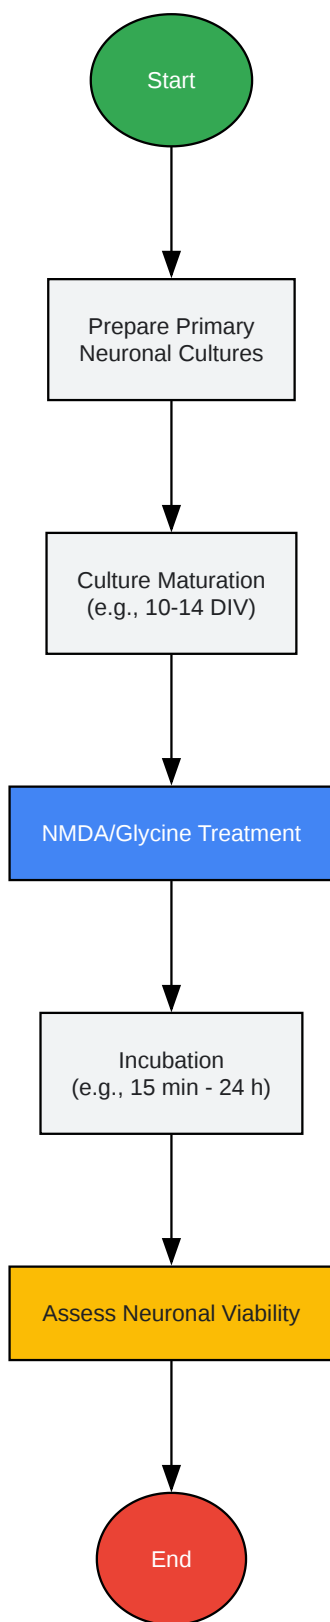 Start
Prepare Primary
Neuronal Cultures
Culture Maturation
(e.g., 10-14 DIV)
NMDA/Glycine Treatment
Incubation
(e.g., 15 min - 24 h)
Assess Neuronal Viability
End